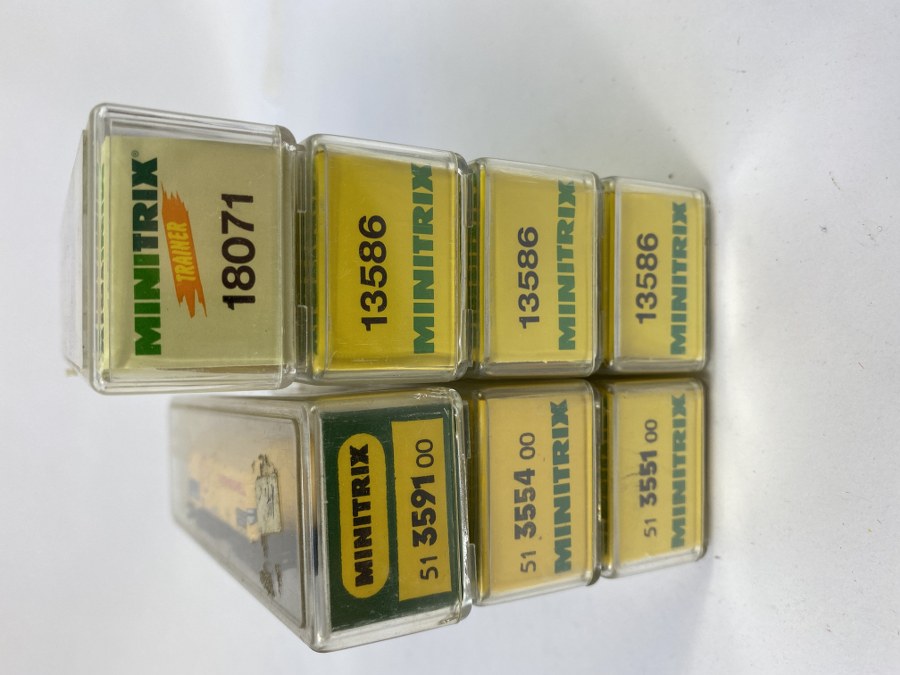 MINITRIX®
TRAINER
18071
13586
MINITRIX
13586
MINITRIX
13586
MINITRIX
MINITRIX
51 3591 00
51 3554 00
MINITRIX
51 3551 00
MINITRIX